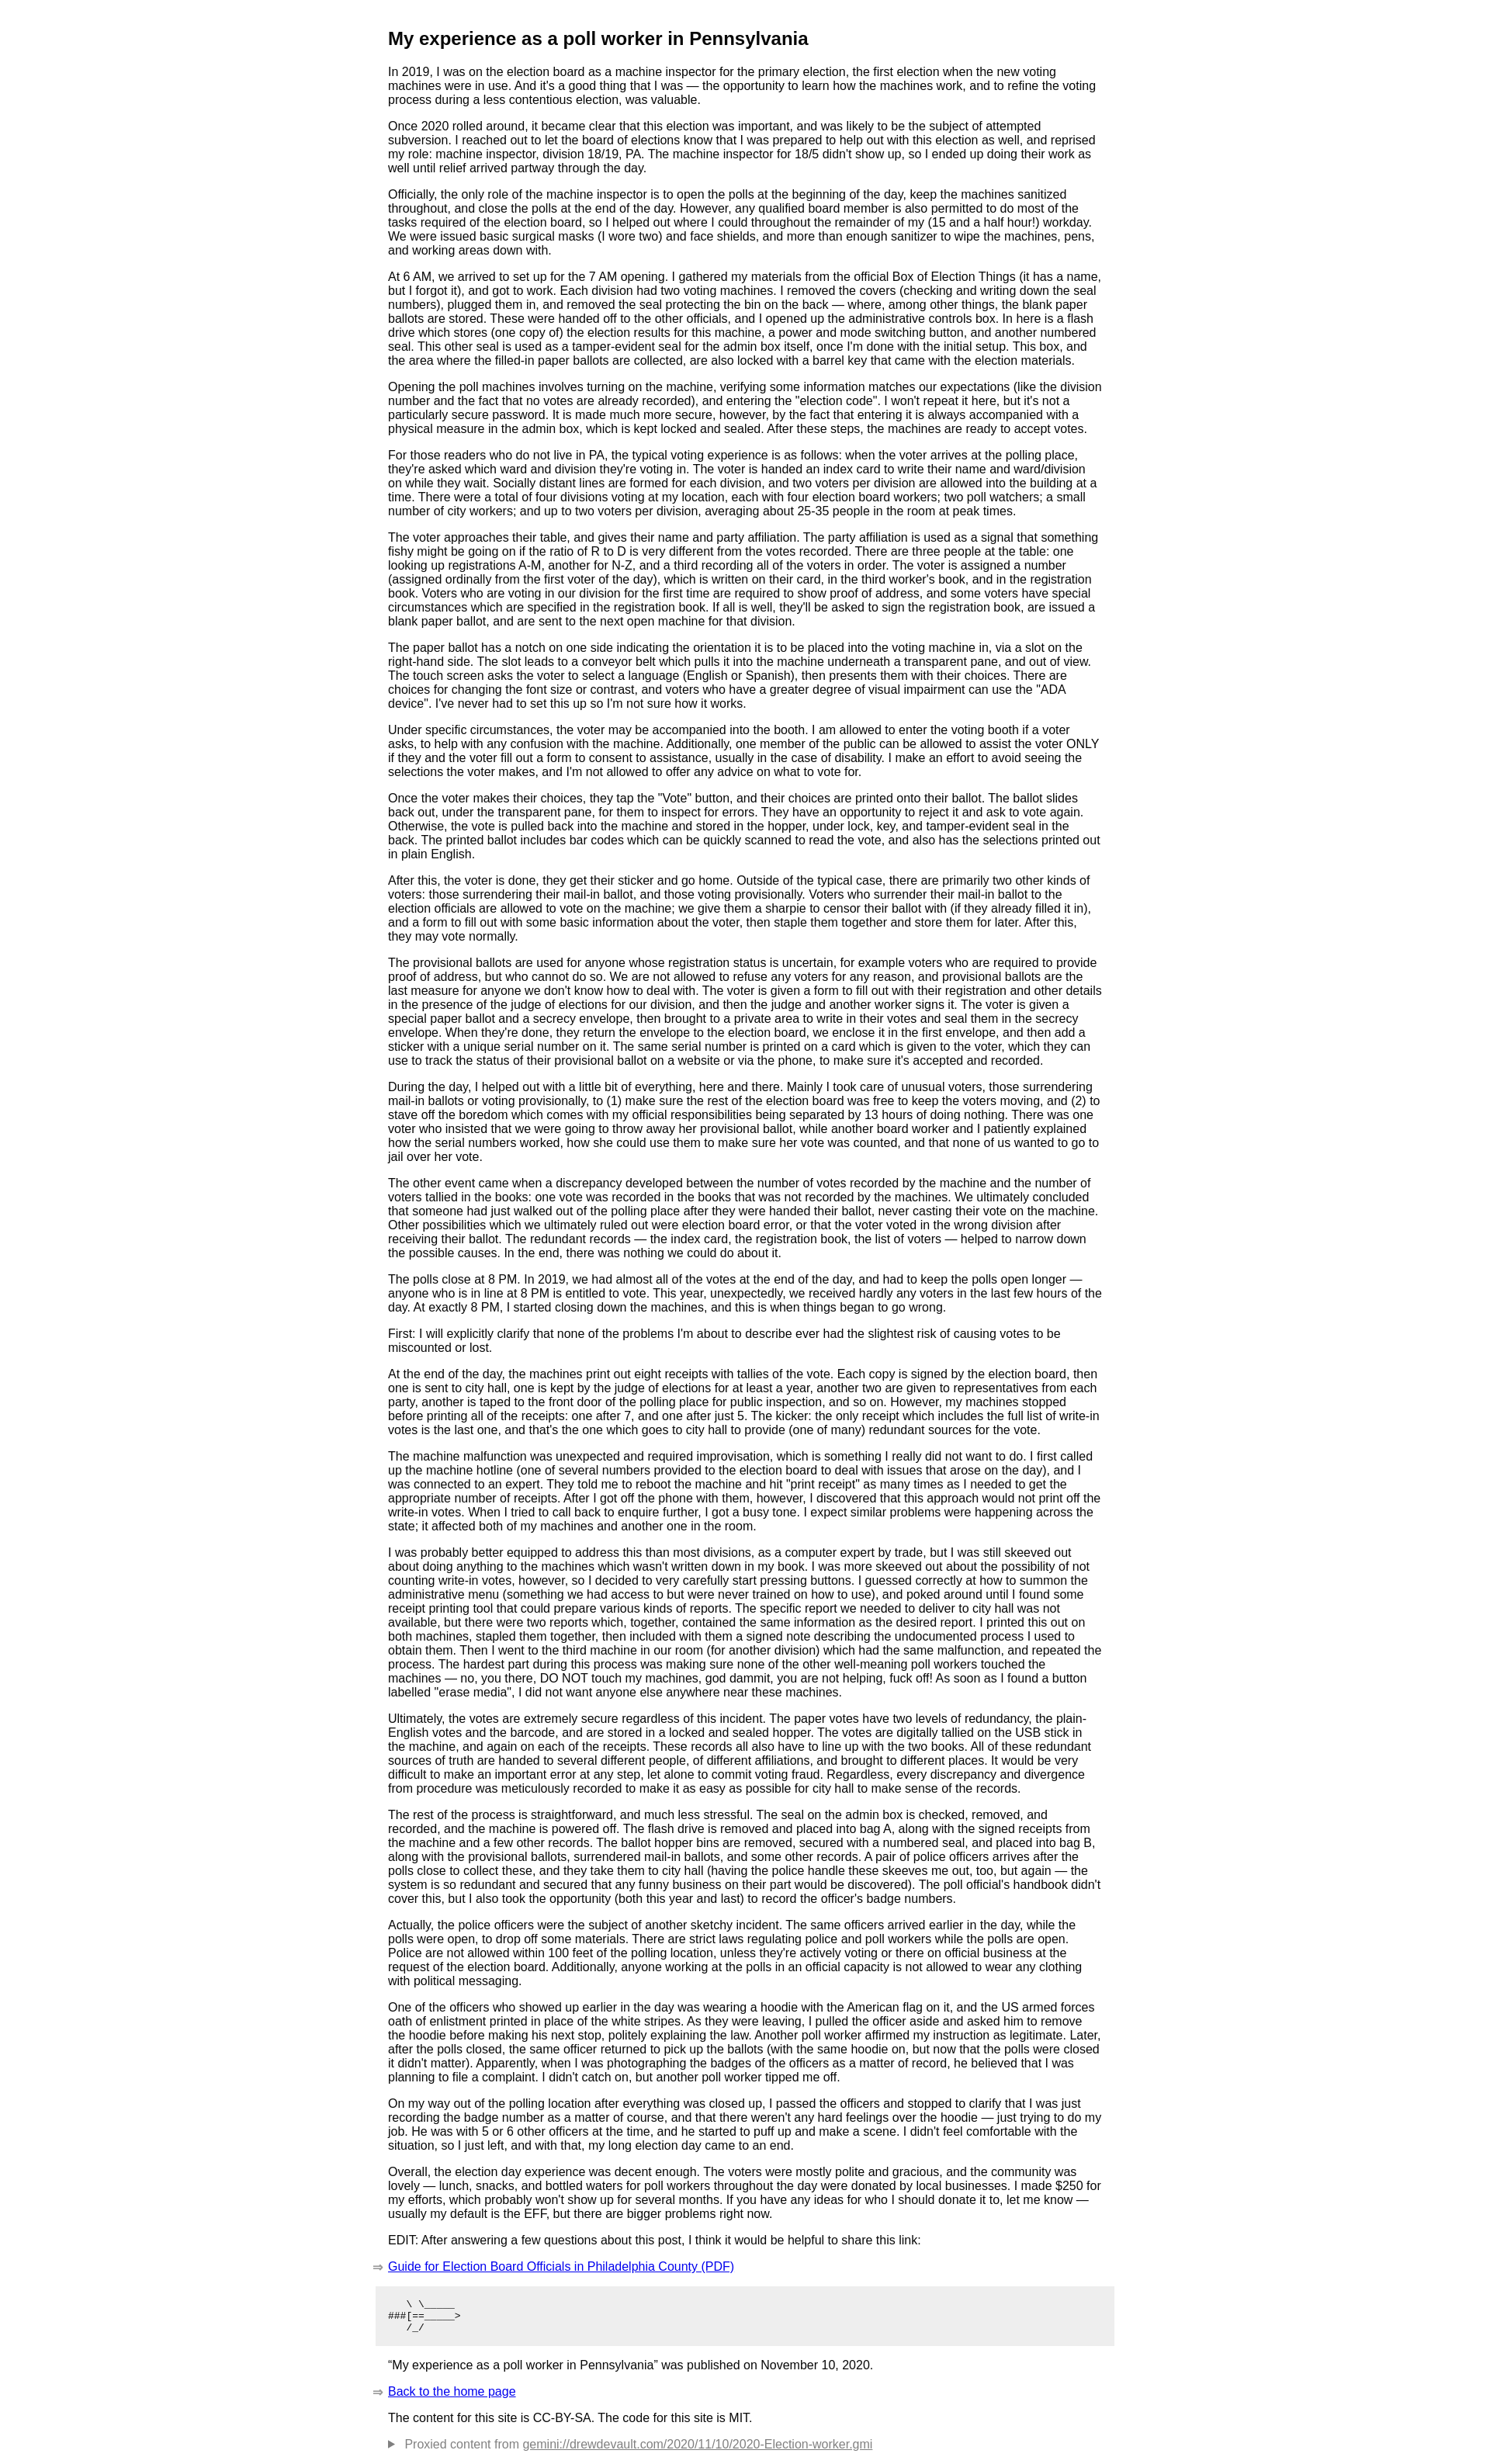 My experience as a poll worker in Pennsylvania
In 2019, I was on the election board as a machine inspector for the primary election, the first election when the new voting
machines were in use. And it's a good thing that I was — the opportunity to learn how the machines work, and to refine the voting
process during a less contentious election, was valuable.
Once 2020 rolled around, it became clear that this election was important, and was likely to be the subject of attempted
subversion. I reached out to let the board of elections know that I was prepared to help out with this election as well, and reprised
my role: machine inspector, division 18/19, PA. The machine inspector for 18/5 didn't show up, so I ended up doing their work as
well until relief arrived partway through the day.
Officially, the only role of the machine inspector is to open the polls at the beginning of the day, keep the machines sanitized
throughout, and close the polls at the end of the day. However, any qualified board member is also permitted to do most of the
tasks required of the election board, so I helped out where I could throughout the remainder of my (15 and a half hour!) workday.
We were issued basic surgical masks (I wore two) and face shields, and more than enough sanitizer to wipe the machines, pens,
and working areas down with.
At 6 AM, we arrived to set up for the 7 AM opening. I gathered my materials from the official Box of Election Things (it has a name,
but I forgot it), and got to work. Each division had two voting machines. I removed the covers (checking and writing down the seal
numbers), plugged them in, and removed the seal protecting the bin on the back — where, among other things, the blank paper
ballots are stored. These were handed off to the other officials, and I opened up the administrative controls box. In here is a flash
drive which stores (one copy of) the election results for this machine, a power and mode switching button, and another numbered
seal. This other seal is used as a tamper-evident seal for the admin box itself, once I'm done with the initial setup. This box, and
the area where the filled-in paper ballots are collected, are also locked with a barrel key that came with the election materials.
Opening the poll machines involves turning on the machine, verifying some information matches our expectations (like the division
number and the fact that no votes are already recorded), and entering the "election code". I won't repeat it here, but it's not a
particularly secure password. It is made much more secure, however, by the fact that entering it is always accompanied with a
physical measure in the admin box, which is kept locked and sealed. After these steps, the machines are ready to accept votes.
For those readers who do not live in PA, the typical voting experience is as follows: when the voter arrives at the polling place,
they're asked which ward and division they're voting in. The voter is handed an index card to write their name and ward/division
on while they wait. Socially distant lines are formed for each division, and two voters per division are allowed into the building at a
time. There were a total of four divisions voting at my location, each with four election board workers; two poll watchers; a small
number of city workers; and up to two voters per division, averaging about 25-35 people in the room at peak times.
The voter approaches their table, and gives their name and party affiliation. The party affiliation is used as a signal that something
fishy might be going on if the ratio of R to D is very different from the votes recorded. There are three people at the table: one
looking up registrations A-M, another for N-Z, and a third recording all of the voters in order. The voter is assigned a number
(assigned ordinally from the first voter of the day), which is written on their card, in the third worker's book, and in the registration
book. Voters who are voting in our division for the first time are required to show proof of address, and some voters have special
circumstances which are specified in the registration book. If all is well, they'll be asked to sign the registration book, are issued a
blank paper ballot, and are sent to the next open machine for that division.
The paper ballot has a notch on one side indicating the orientation it is to be placed into the voting machine in, via a slot on the
right-hand side. The slot leads to a conveyor belt which pulls it into the machine underneath a transparent pane, and out of view.
The touch screen asks the voter to select a language (English or Spanish), then presents them with their choices. There are
choices for changing the font size or contrast, and voters who have a greater degree of visual impairment can use the "ADA
device". I've never had to set this up so I'm not sure how it works.
Under specific circumstances, the voter may be accompanied into the booth. I am allowed to enter the voting booth if a voter
asks, to help with any confusion with the machine. Additionally, one member of the public can be allowed to assist the voter ONLY
if they and the voter fill out a form to consent to assistance, usually in the case of disability. I make an effort to avoid seeing the
selections the voter makes, and I'm not allowed to offer any advice on what to vote for.
Once the voter makes their choices, they tap the "Vote" button, and their choices are printed onto their ballot. The ballot slides
back out, under the transparent pane, for them to inspect for errors. They have an opportunity to reject it and ask to vote again.
Otherwise, the vote is pulled back into the machine and stored in the hopper, under lock, key, and tamper-evident seal in the
back. The printed ballot includes bar codes which can be quickly scanned to read the vote, and also has the selections printed out
in plain English.
After this, the voter is done, they get their sticker and go home. Outside of the typical case, there are primarily two other kinds of
voters: those surrendering their mail-in ballot, and those voting provisionally. Voters who surrender their mail-in ballot to the
election officials are allowed to vote on the machine; we give them a sharpie to censor their ballot with (if they already filled it in),
and a form to fill out with some basic information about the voter, then staple them together and store them for later. After this,
they may vote normally.
The provisional ballots are used for anyone whose registration status is uncertain, for example voters who are required to provide
proof of address, but who cannot do so. We are not allowed to refuse any voters for any reason, and provisional ballots are the
last measure for anyone we don't know how to deal with. The voter is given a form to fill out with their registration and other details
in the presence of the judge of elections for our division, and then the judge and another worker signs it. The voter is given a
special paper ballot and a secrecy envelope, then brought to a private area to write in their votes and seal them in the secrecy
envelope. When they're done, they return the envelope to the election board, we enclose it in the first envelope, and then add a
sticker with a unique serial number on it. The same serial number is printed on a card which is given to the voter, which they can
use to track the status of their provisional ballot on a website or via the phone, to make sure it's accepted and recorded.
During the day, I helped out with a little bit of everything, here and there. Mainly I took care of unusual voters, those surrendering
mail-in ballots or voting provisionally, to (1) make sure the rest of the election board was free to keep the voters moving, and (2) to
stave off the boredom which comes with my official responsibilities being separated by 13 hours of doing nothing. There was one
voter who insisted that we were going to throw away her provisional ballot, while another board worker and I patiently explained
how the serial numbers worked, how she could use them to make sure her vote was counted, and that none of us wanted to go to
jail over her vote.
The other event came when a discrepancy developed between the number of votes recorded by the machine and the number of
voters tallied in the books: one vote was recorded in the books that was not recorded by the machines. We ultimately concluded
that someone had just walked out of the polling place after they were handed their ballot, never casting their vote on the machine.
Other possibilities which we ultimately ruled out were election board error, or that the voter voted in the wrong division after
receiving their ballot. The redundant records — the index card, the registration book, the list of voters — helped to narrow down
the possible causes. In the end, there was nothing we could do about it.
The polls close at 8 PM. In 2019, we had almost all of the votes at the end of the day, and had to keep the polls open longer —
anyone who is in line at 8 PM is entitled to vote. This year, unexpectedly, we received hardly any voters in the last few hours of the
day. At exactly 8 PM, I started closing down the machines, and this is when things began to go wrong.
First: I will explicitly clarify that none of the problems I'm about to describe ever had the slightest risk of causing votes to be
miscounted or lost.
At the end of the day, the machines print out eight receipts with tallies of the vote. Each copy is signed by the election board, then
one is sent to city hall, one is kept by the judge of elections for at least a year, another two are given to representatives from each
party, another is taped to the front door of the polling place for public inspection, and so on. However, my machines stopped
before printing all of the receipts: one after 7, and one after just 5. The kicker: the only receipt which includes the full list of write-in
votes is the last one, and that's the one which goes to city hall to provide (one of many) redundant sources for the vote.
The machine malfunction was unexpected and required improvisation, which is something I really did not want to do. I first called
up the machine hotline (one of several numbers provided to the election board to deal with issues that arose on the day), and I
was connected to an expert. They told me to reboot the machine and hit "print receipt" as many times as I needed to get the
appropriate number of receipts. After I got off the phone with them, however, I discovered that this approach would not print off the
write-in votes. When I tried to call back to enquire further, I got a busy tone. I expect similar problems were happening across the
state; it affected both of my machines and another one in the room.
I was probably better equipped to address this than most divisions, as a computer expert by trade, but I was still skeeved out
about doing anything to the machines which wasn't written down in my book. I was more skeeved out about the possibility of not
counting write-in votes, however, so I decided to very carefully start pressing buttons. I guessed correctly at how to summon the
administrative menu (something we had access to but were never trained on how to use), and poked around until I found some
receipt printing tool that could prepare various kinds of reports. The specific report we needed to deliver to city hall was not
available, but there were two reports which, together, contained the same information as the desired report. I printed this out on
both machines, stapled them together, then included with them a signed note describing the undocumented process I used to
obtain them. Then I went to the third machine in our room (for another division) which had the same malfunction, and repeated the
process. The hardest part during this process was making sure none of the other well-meaning poll workers touched the
machines — no, you there, DO NOT touch my machines, god dammit, you are not helping, fuck off! As soon as I found a button
labelled "erase media", I did not want anyone else anywhere near these machines.
Ultimately, the votes are extremely secure regardless of this incident. The paper votes have two levels of redundancy, the plain-
English votes and the barcode, and are stored in a locked and sealed hopper. The votes are digitally tallied on the USB stick in
the machine, and again on each of the receipts. These records all also have to line up with the two books. All of these redundant
sources of truth are handed to several different people, of different affiliations, and brought to different places. It would be very
difficult to make an important error at any step, let alone to commit voting fraud. Regardless, every discrepancy and divergence
from procedure was meticulously recorded to make it as easy as possible for city hall to make sense of the records.
The rest of the process is straightforward, and much less stressful. The seal on the admin box is checked, removed, and
recorded, and the machine is powered off. The flash drive is removed and placed into bag A, along with the signed receipts from
the machine and a few other records. The ballot hopper bins are removed, secured with a numbered seal, and placed into bag B,
along with the provisional ballots, surrendered mail-in ballots, and some other records. A pair of police officers arrives after the
polls close to collect these, and they take them to city hall (having the police handle these skeeves me out, too, but again — the
system is so redundant and secured that any funny business on their part would be discovered). The poll official's handbook didn't
cover this, but I also took the opportunity (both this year and last) to record the officer's badge numbers.
Actually, the police officers were the subject of another sketchy incident. The same officers arrived earlier in the day, while the
polls were open, to drop off some materials. There are strict laws regulating police and poll workers while the polls are open.
Police are not allowed within 100 feet of the polling location, unless they're actively voting or there on official business at the
request of the election board. Additionally, anyone working at the polls in an official capacity is not allowed to wear any clothing
with political messaging.
One of the officers who showed up earlier in the day was wearing a hoodie with the American flag on it, and the US armed forces
oath of enlistment printed in place of the white stripes. As they were leaving, I pulled the officer aside and asked him to remove
the hoodie before making his next stop, politely explaining the law. Another poll worker affirmed my instruction as legitimate. Later,
after the polls closed, the same officer returned to pick up the ballots (with the same hoodie on, but now that the polls were closed
it didn't matter). Apparently, when I was photographing the badges of the officers as a matter of record, he believed that I was
planning to file a complaint. I didn't catch on, but another poll worker tipped me off.
On my way out of the polling location after everything was closed up, I passed the officers and stopped to clarify that I was just
recording the badge number as a matter of course, and that there weren't any hard feelings over the hoodie — just trying to do my
job. He was with 5 or 6 other officers at the time, and he started to puff up and make a scene. I didn't feel comfortable with the
situation, so I just left, and with that, my long election day came to an end.
Overall, the election day experience was decent enough. The voters were mostly polite and gracious, and the community was
lovely — lunch, snacks, and bottled waters for poll workers throughout the day were donated by local businesses. I made $250 for
my efforts, which probably won't show up for several months. If you have any ideas for who I should donate it to, let me know —
usually my default is the EFF, but there are bigger problems right now.
EDIT: After answering a few questions about this post, I think it would be helpful to share this link:
⇒ Guide for Election Board Officials in Philadelphia County (PDF)
   \ \_____
###[==_____>
   /_/
“My experience as a poll worker in Pennsylvania” was published on November 10, 2020.
⇒ Back to the home page
The content for this site is CC-BY-SA. The code for this site is MIT.
▶ Proxied content from gemini://drewdevault.com/2020/11/10/2020-Election-worker.gmi